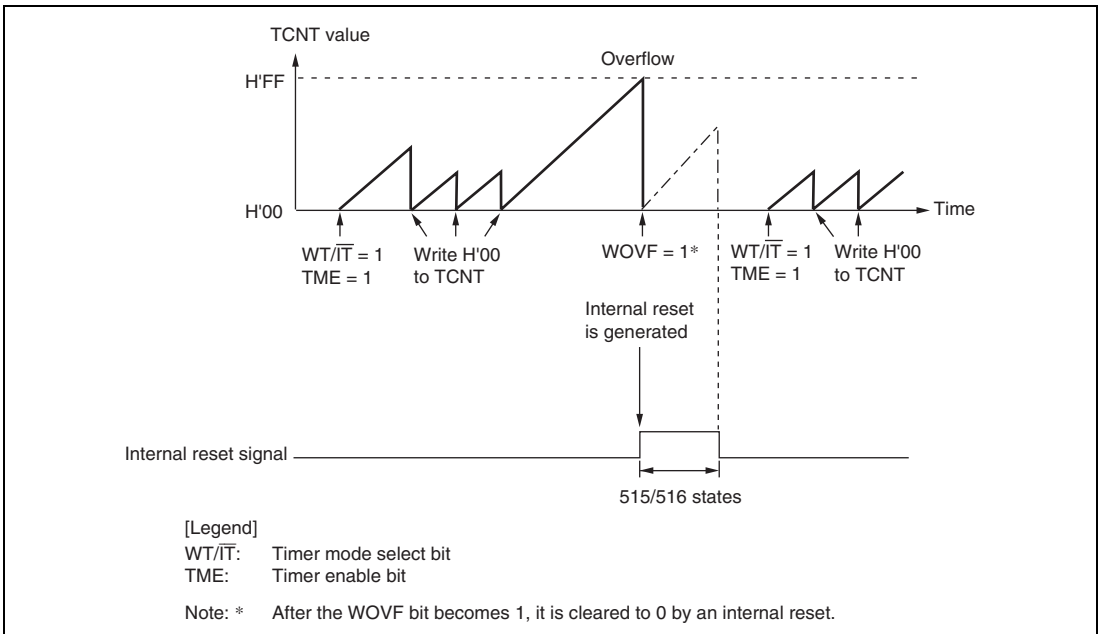 TCNT value
Overflow
H'FF
H'00
Time
WT/I̅T̅ = 1
TME = 1
Write H'00
to TCNT
WOVF = 1*
WT/I̅T̅ = 1
TME = 1
Write H'00
to TCNT
Internal reset
is generated
Internal reset signal
515/516 states
[Legend]
WT/I̅T̅: Timer mode select bit
TME: Timer enable bit
Note: * After the WOVF bit becomes 1, it is cleared to 0 by an internal reset.